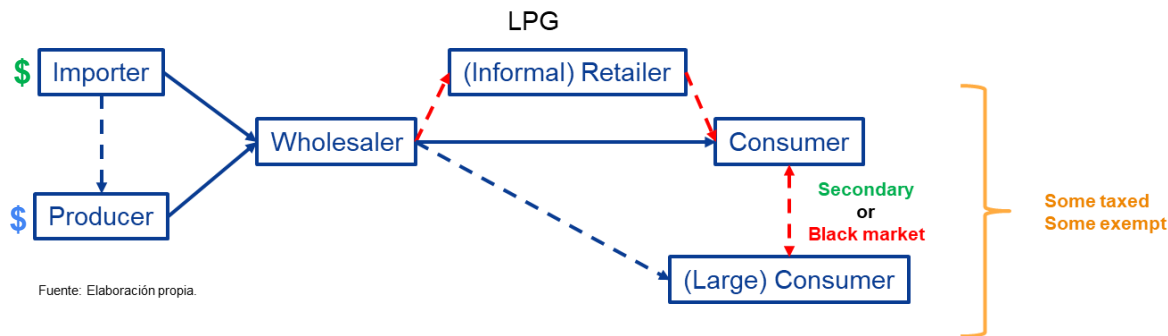 LPG
$ Importer
(Informal) Retailer
Wholesaler
Consumer
$ Producer
Secondary
or
Black market
Some taxed
Some exempt
(Large) Consumer
Fuente: Elaboración propia.